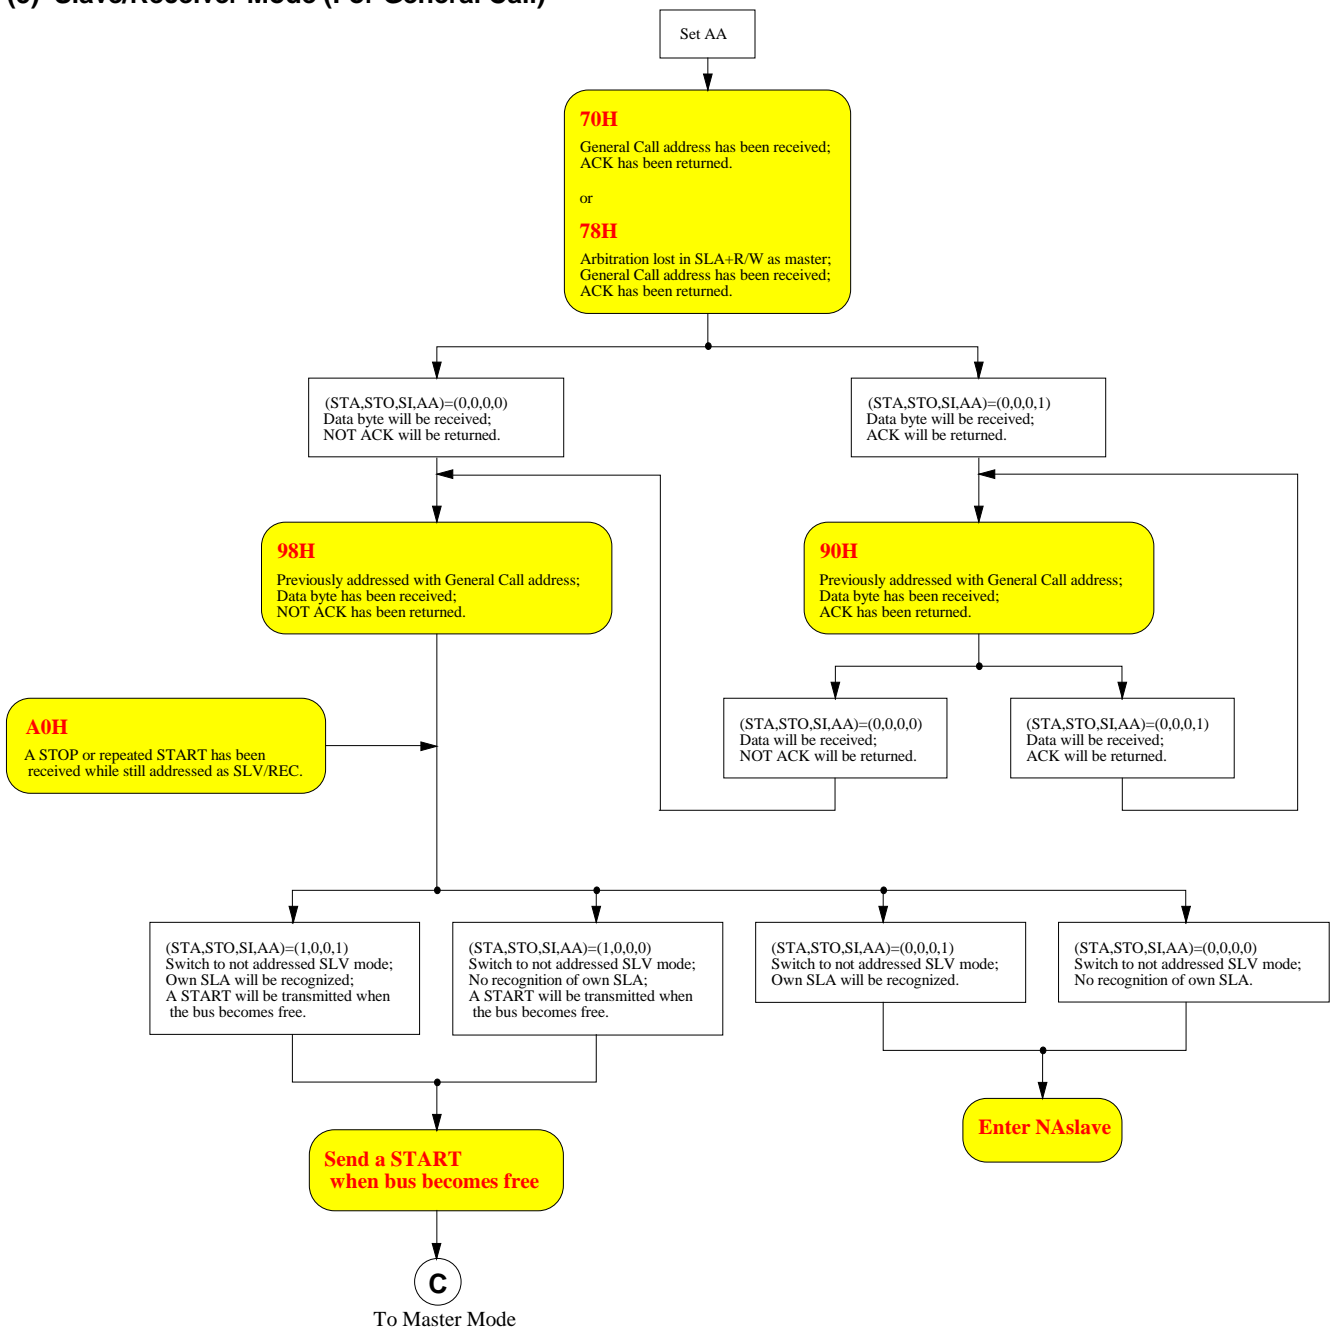 Set AA
70H
General Call address has been received;
ACK has been returned.
or
78H
Arbitration lost in SLA+R/W as master;
General Call address has been received;
ACK has been returned.
(STA,STO,SI,AA)=(0,0,0,0)
Data byte will be received;
NOT ACK will be returned.
(STA,STO,SI,AA)=(0,0,0,1)
Data byte will be received;
ACK will be returned.
98H
Previously addressed with General Call address;
Data byte has been received;
NOT ACK has been returned.
90H
Previously addressed with General Call address;
Data byte has been received;
ACK has been returned.
A0H
A STOP or repeated START has been
received while still addressed as SLV/REC.
(STA,STO,SI,AA)=(0,0,0,0)
Data will be received;
NOT ACK will be returned.
(STA,STO,SI,AA)=(0,0,0,1)
Data will be received;
ACK will be returned.
(STA,STO,SI,AA)=(1,0,0,1)
Switch to not addressed SLV mode;
Own SLA will be recognized;
A START will be transmitted when
the bus becomes free.
(STA,STO,SI,AA)=(1,0,0,0)
Switch to not addressed SLV mode;
No recognition of own SLA;
A START will be transmitted when
the bus becomes free.
(STA,STO,SI,AA)=(0,0,0,1)
Switch to not addressed SLV mode;
Own SLA will be recognized.
(STA,STO,SI,AA)=(0,0,0,0)
Switch to not addressed SLV mode;
No recognition of own SLA.
Send a START
when bus becomes free
Enter NAslave
C
To Master Mode